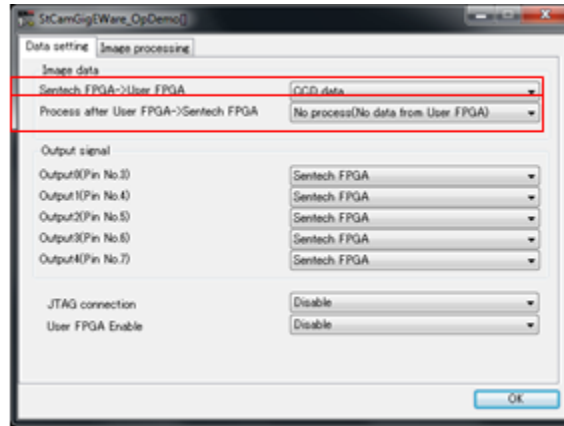 StCamGigEWare_OpDemo[]
Data setting Image processing
Image data
Sentech FPGA->User FPGA CCD data
Process after User FPGA->Sentech FPGA No process(No data from User FPGA)
Output signal
Output0(Pin No.3) Sentech FPGA
Output1(Pin No.4) Sentech FPGA
Output2(Pin No.5) Sentech FPGA
Output3(Pin No.6) Sentech FPGA
Output4(Pin No.7) Sentech FPGA
JTAG connection Disable
User FPGA Enable Disable
OK